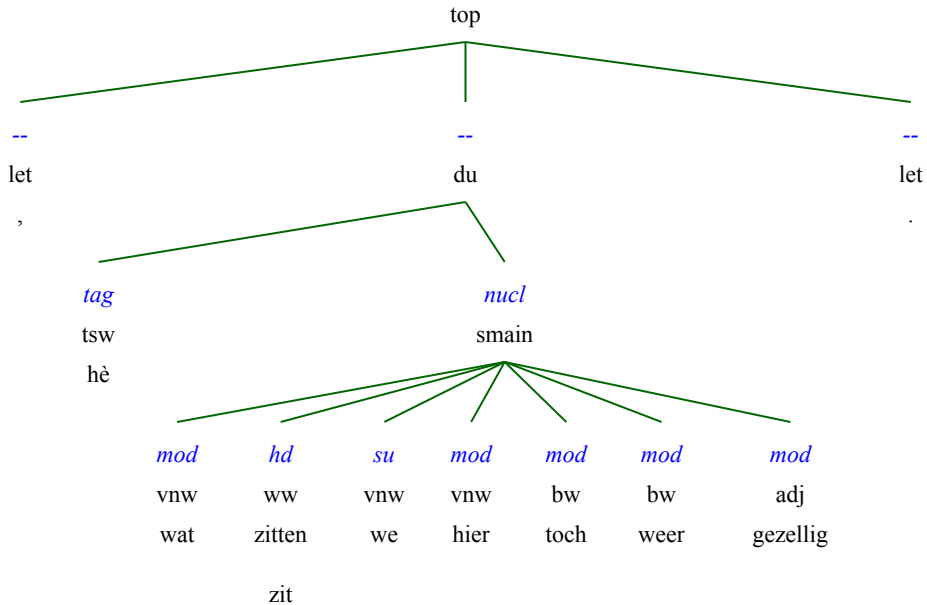 top
-- -- --
let du let
, .
tag nucl
tsw smain
hè
mod hd su mod mod mod mod
vnw ww vnw vnw bw bw adj
wat zitten we hier toch weer gezellig
zit